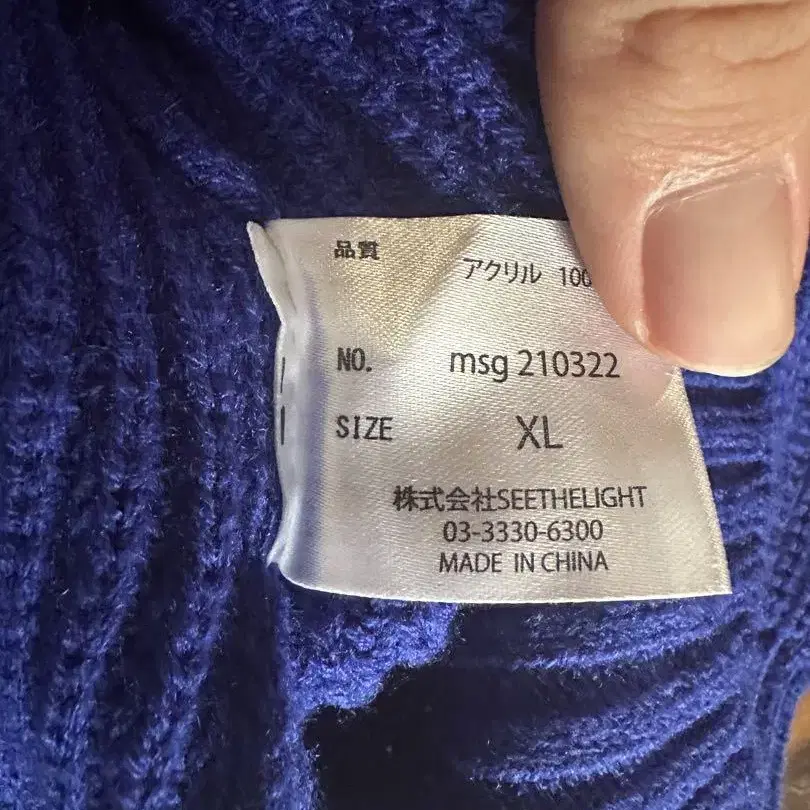 品質
アクリル 100
NO. msg 210322
SIZE XL
株式会社SEETHELIGHT
03-3330-6300
MADE IN CHINA